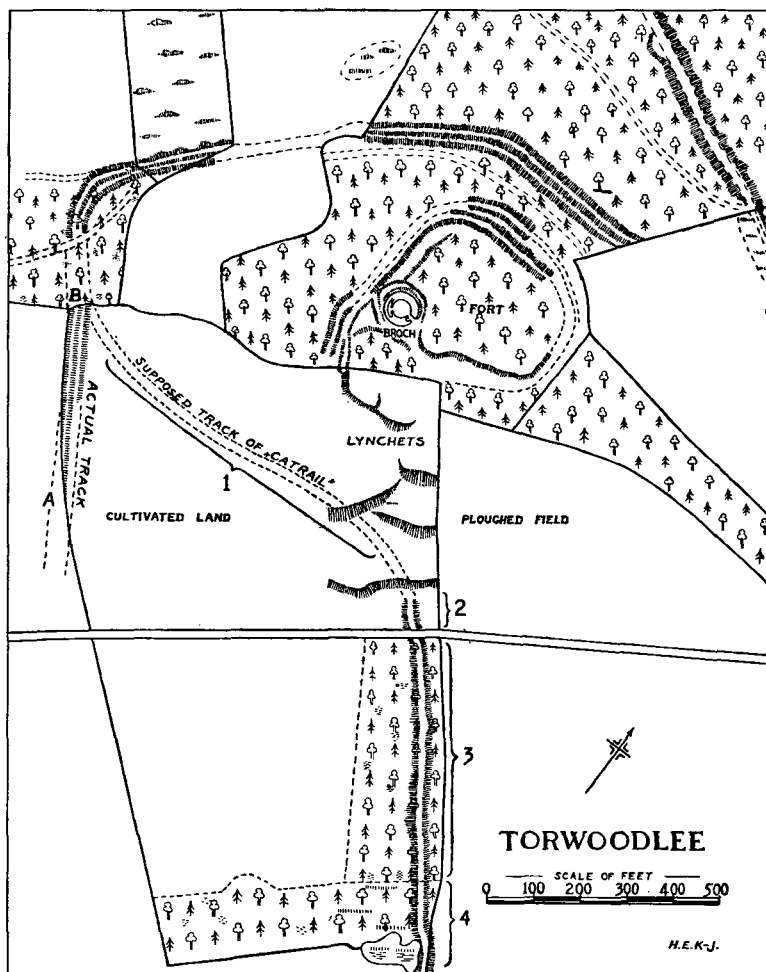 FORT
BROCH
B
SUPPOSED TRACK OF "CATRAIL"
ACTUAL TRACK
LYNCHETS
1
A
CULTIVATED LAND
PLOUGHED FIELD
2
3
TORWOODLEE
SCALE OF FEET
0 100 200 300 400 500
4
H.E.K-J.